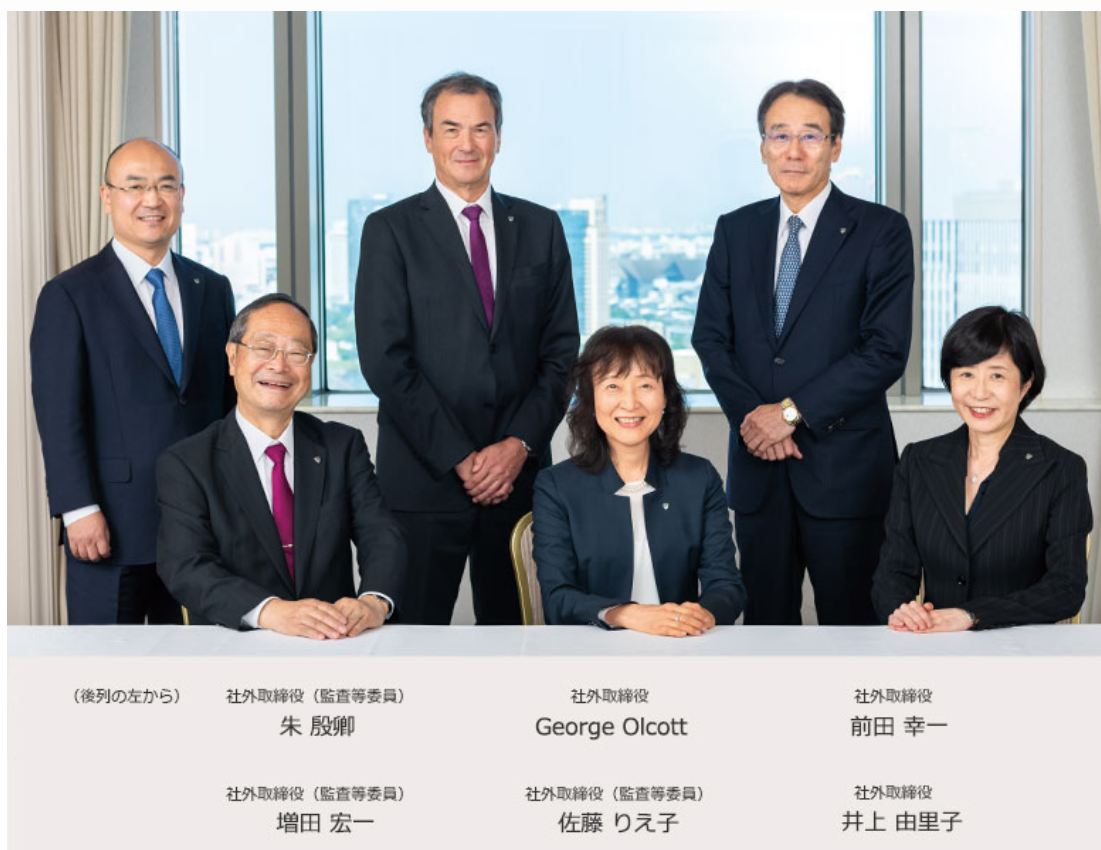 （後列の左から）
社外取締役（監査等委員） 社外取締役 社外取締役
朱 殷卿 George Olcott 前田 幸一
社外取締役（監査等委員） 社外取締役（監査等委員） 社外取締役
増田 宏一 佐藤 りえ子 井上 由里子